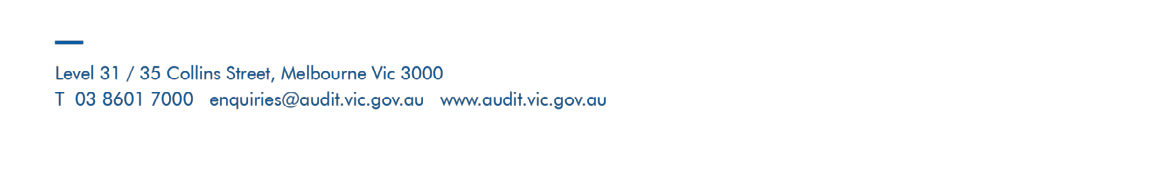 Level 31 / 35 Collins Street, Melbourne Vic 3000
T 03 8601 7000 enquiries@audit.vic.gov.au www.audit.vic.gov.au